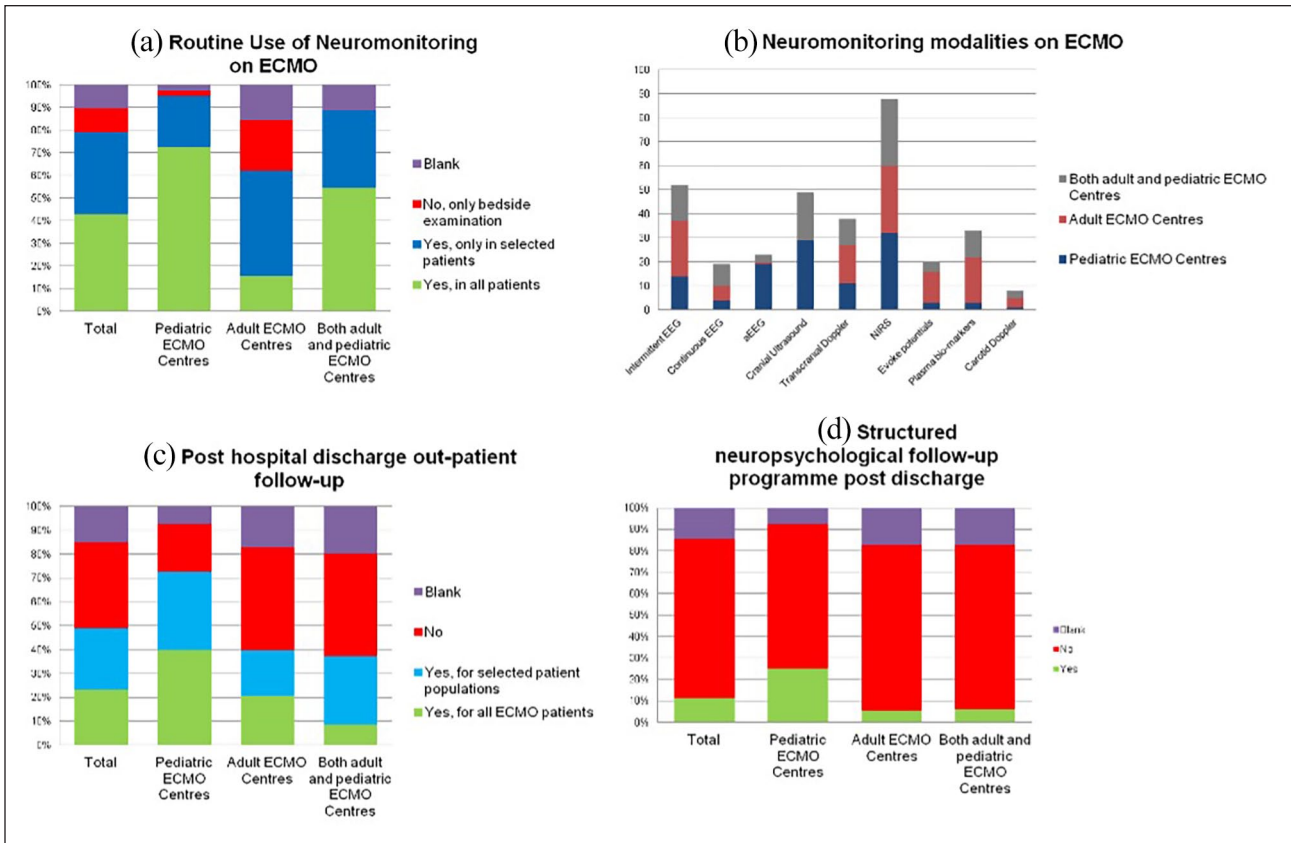 (a) Routine Use of Neuromonitoring
on ECMO
100%
90%
80%
70%
60%
50%
40%
30%
20%
10%
0%
Total
Pediatric
ECMO
Centres
Adult ECMO
Centres
Both adult
and pediatric
ECMO
Centres
Blank
No, only bedside
examination
Yes, only in selected
patients
Yes, in all patients
(b) Neuromonitoring modalities on ECMO
100
90
80
70
60
50
40
30
20
10
0
Intermittent EEG
Continuous EEG
aEEG
Cranial Ultrasound
Transcranial Doppler
NIRS
Evoke potentials
Plasma bio-markers
Carotid Doppler
Both adult and pediatric ECMO
Centres
Adult ECMO Centres
Pediatric ECMO Centres
(c) Post hospital discharge out-patient
follow-up
100%
90%
80%
70%
60%
50%
40%
30%
20%
10%
0%
Total
Pediatric
ECMO
Centres
Adult ECMO
Centres
Both adult
and pediatric
ECMO
Centres
Blank
No
Yes, for selected patient
populations
Yes, for all ECMO patients
(d) Structured
neuropsychological follow-up
programme post discharge
100%
90%
80%
70%
60%
50%
40%
30%
20%
10%
0%
Total
Pediatric
ECMO
Centres
Adult ECMO
Centres
Both adult and
pediatric
ECMO
Centres
Blank
No
Yes